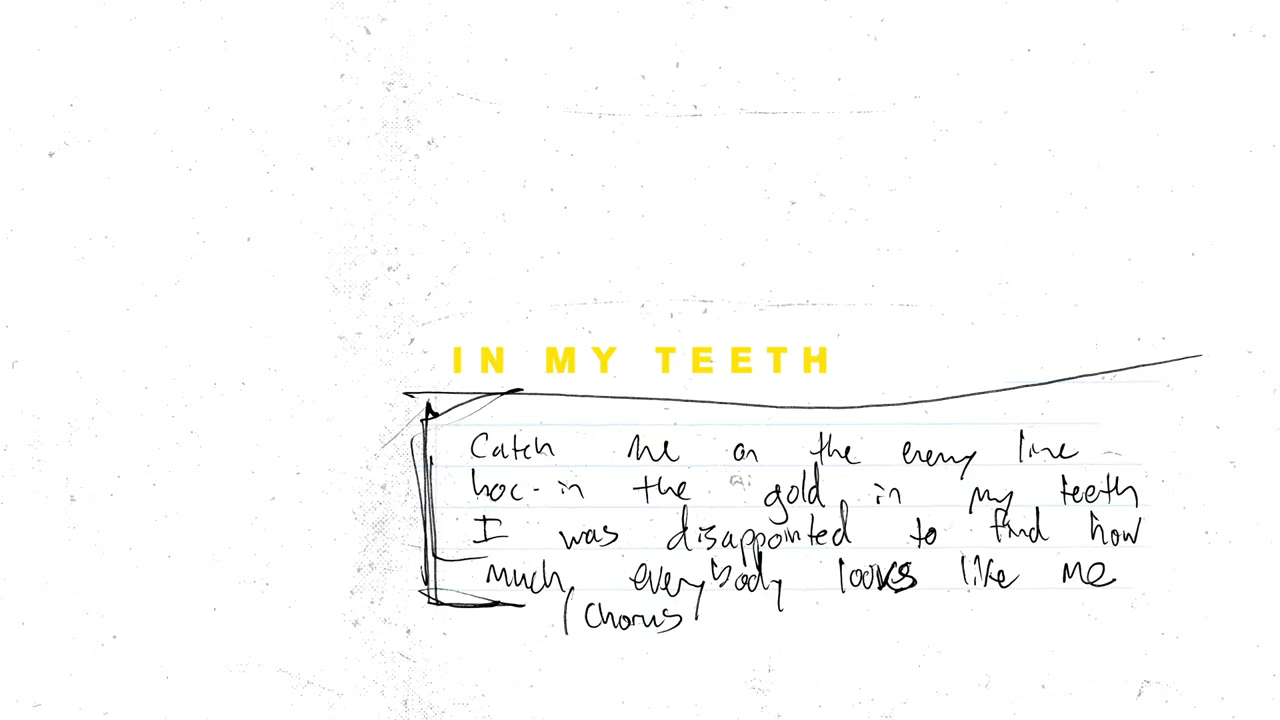 IN MY TEETH
Catch me on the enemy line
hoc-in the gold in my teeth
I was disappointed to find how
much everybody looks like me
(Chorus